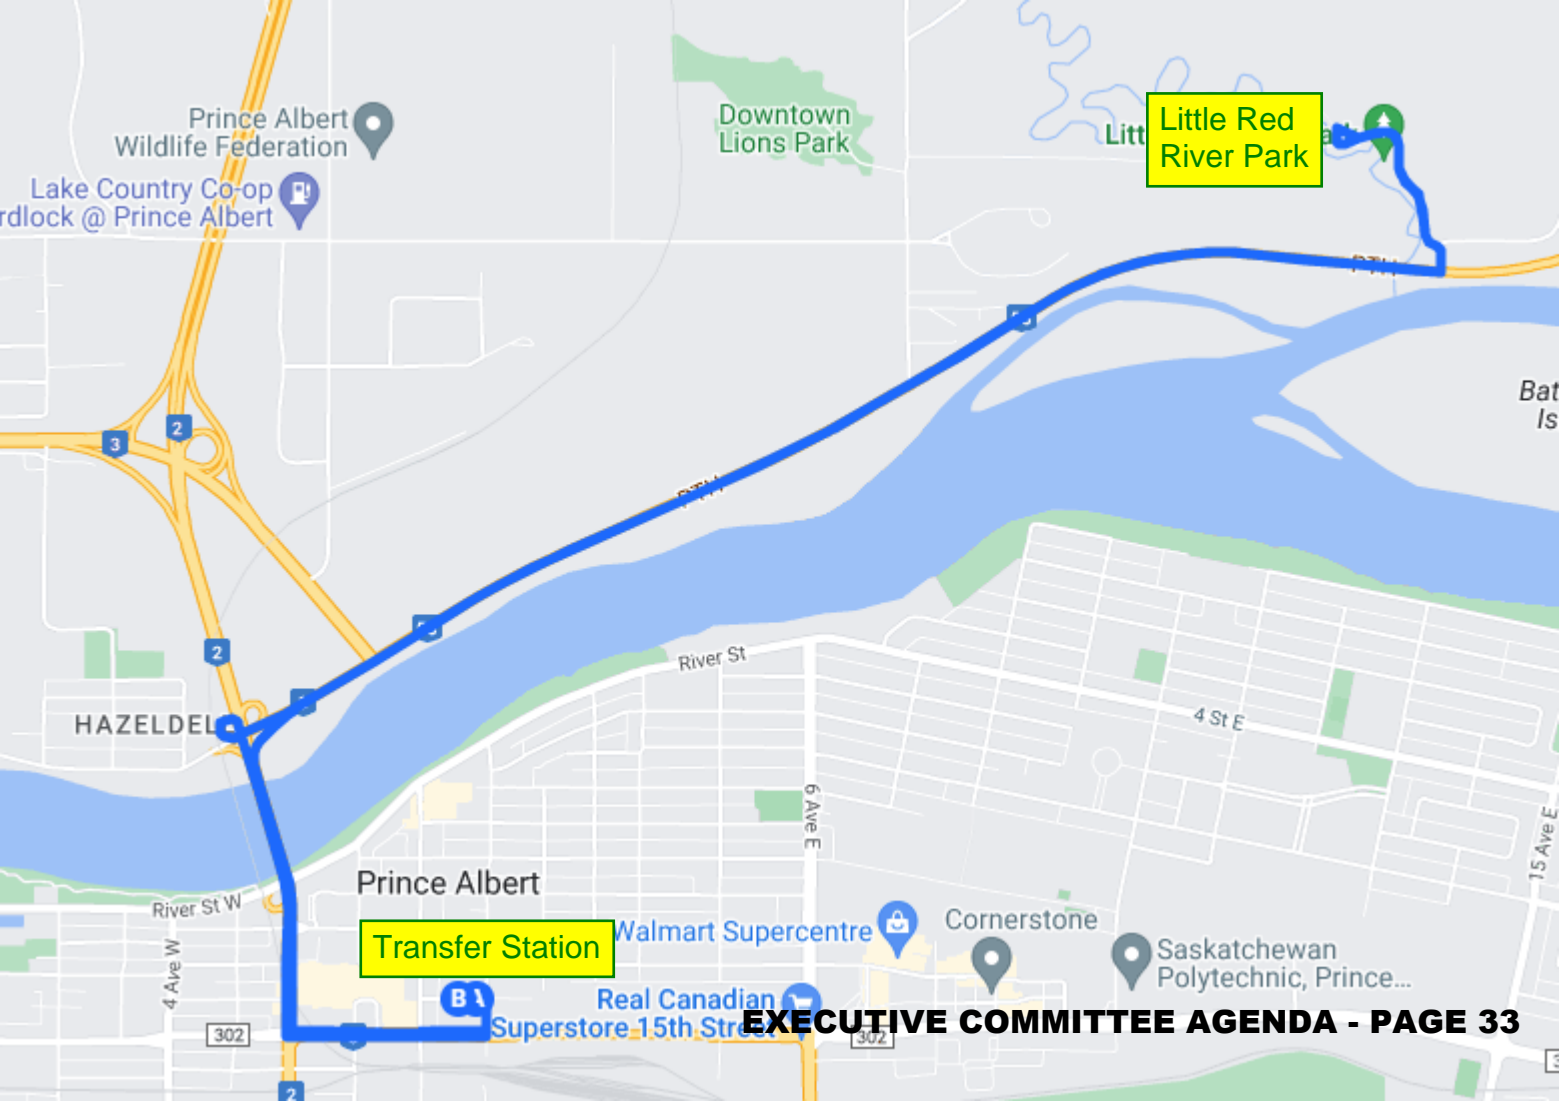 Prince Albert
Wildlife Federation
Downtown
Lions Park
Little Red
River Park
Lake Country Co-op
rdlock @ Prince Albert
2
3
2
HAZELDEL
River St
4 St E
6 Ave E
15 Ave E
Prince Albert
River St W
4 Ave W
Transfer Station
Walmart Supercentre
Cornerstone
Saskatchewan
Polytechnic, Prince...
B
Real Canadian
Superstore 15th Street
EXECUTIVE COMMITTEE AGENDA - PAGE 33
302
302
2